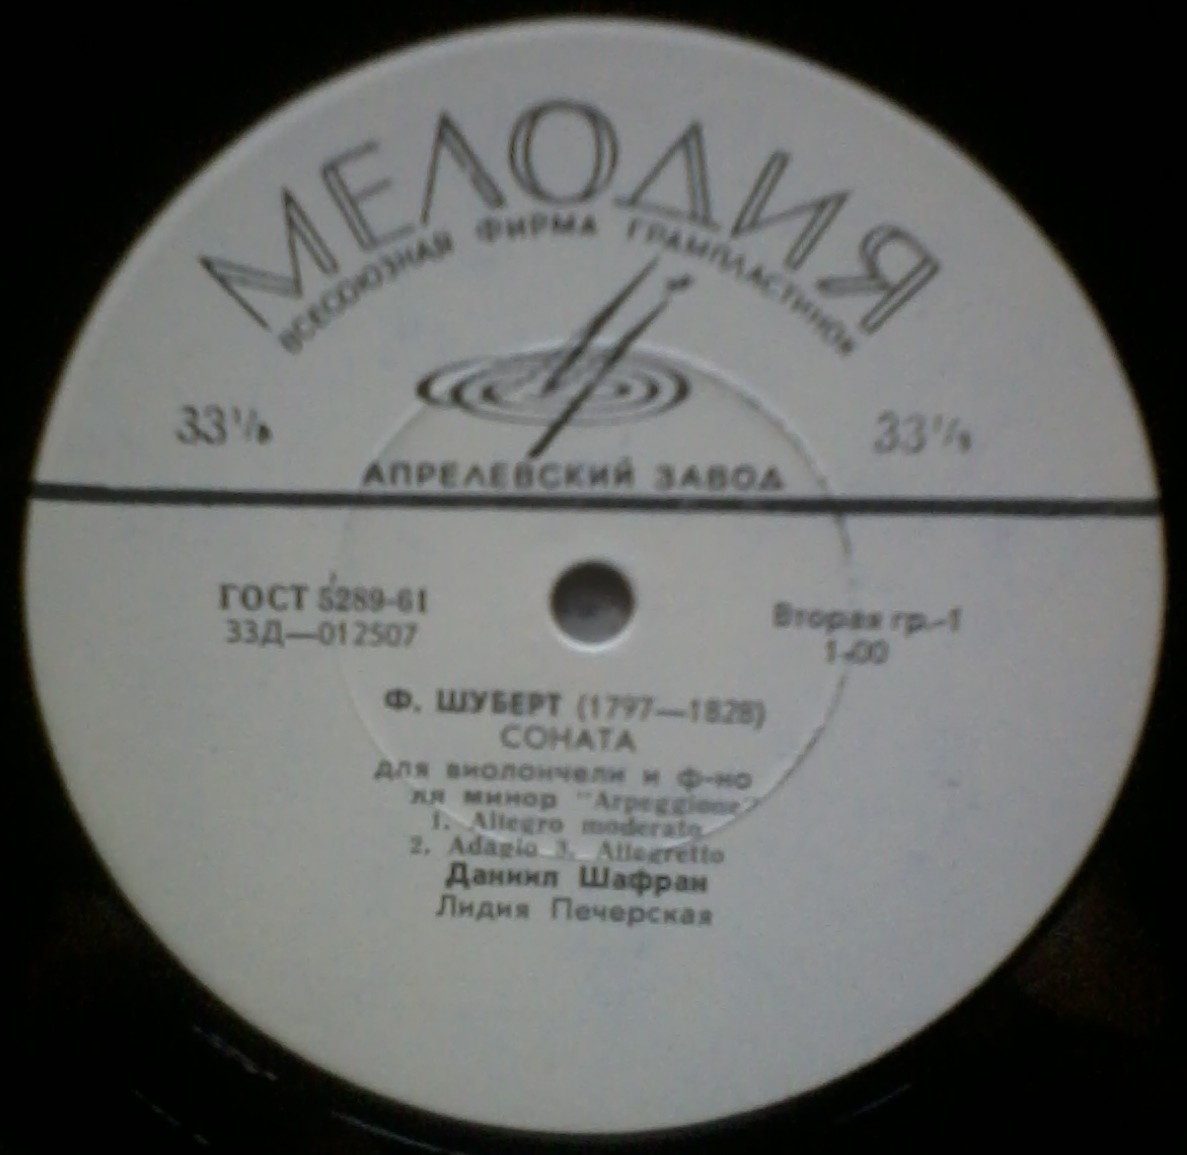 МЕЛОДИЯ
ВСЕСОЮЗНАЯ ФИРМА ГРАМПЛАСТИНОК
33⅓ 33⅓
АПРЕЛЕВСКИЙ ЗАВОД
ГОСТ 5289-61
33Д—012507
Вторая гр.-1
1-00
Ф. ШУБЕРТ (1797—1828)
СОНАТА
для виолончели и ф-но
ля минор "Arpeggione"
1. Allegro moderato
2. Adagio 3. Allegretto
Даниил Шафран
Лидия Печерская